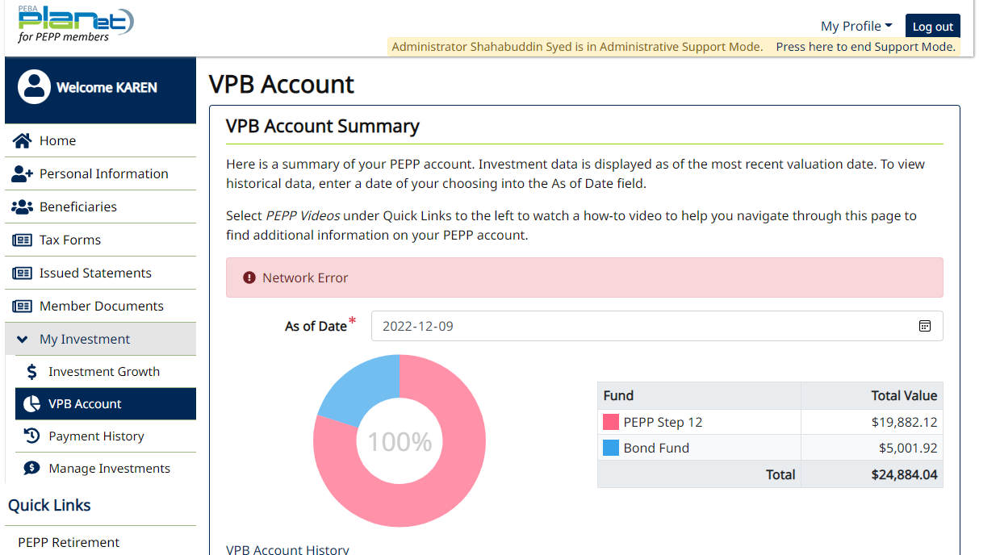 PEBA
planet
for PEPP members
My Profile
Log out
Administrator Shahabuddin Syed is in Administrative Support Mode. Press here to end Support Mode.
Welcome KAREN
Home
Personal Information
Beneficiaries
Tax Forms
Issued Statements
Member Documents
My Investment
Investment Growth
VPB Account
Payment History
Manage Investments
Quick Links
PEPP Retirement
VPB Account
VPB Account Summary
Here is a summary of your PEPP account. Investment data is displayed as of the most recent valuation date. To view
historical data, enter a date of your choosing into the As of Date field.
Select PEPP Videos under Quick Links to the left to watch a how-to video to help you navigate through this page to
find additional information on your PEPP account.
Network Error
As of Date* 2022-12-09
100%
Fund Total Value
PEPP Step 12 $19,882.12
Bond Fund $5,001.92
Total $24,884.04
VPB Account History